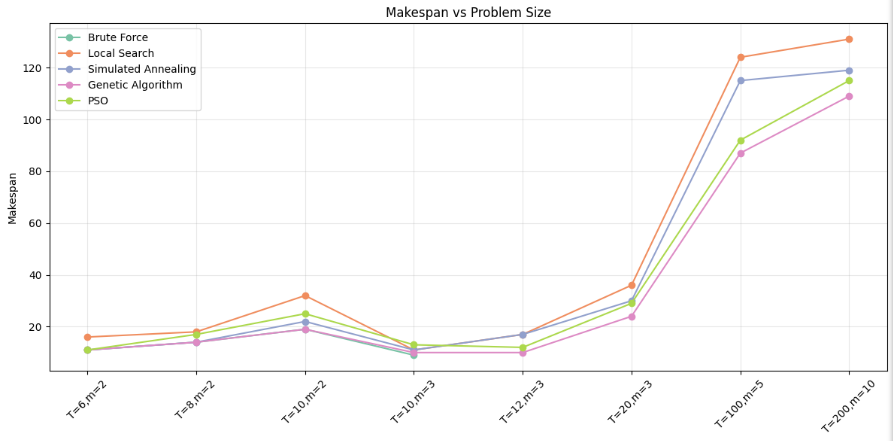 Makespan vs Problem Size
Brute Force
Local Search
Simulated Annealing
Genetic Algorithm
PSO
Makespan
120
100
80
60
40
20
T=6,m=2
T=8,m=2
T=10,m=2
T=10,m=3
T=12,m=3
T=20,m=3
T=100,m=5
T=200,m=10